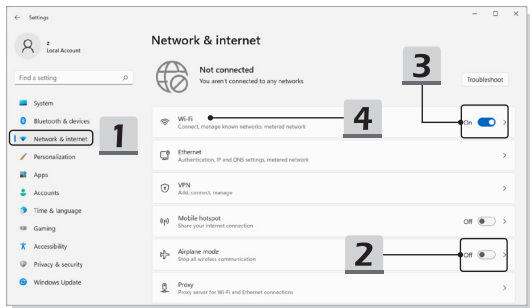 Settings
z
Local Account
Find a setting
System
Bluetooth & devices
Network & internet
Personalization
Apps
Accounts
Time & language
Gaming
Accessibility
Privacy & security
Windows Update
1
Network & internet
Not connected
You aren't connected to any networks
Troubleshoot
3
Wi-Fi
Connect, manage known networks, metered network
4
On
Ethernet
Authentication, IP and DNS settings, metered network
VPN
Add, connect, manage
Mobile hotspot
Share your internet connection
Off
Airplane mode
Stop all wireless communication
2
Off
Proxy
Proxy server for Wi-Fi and Ethernet connections